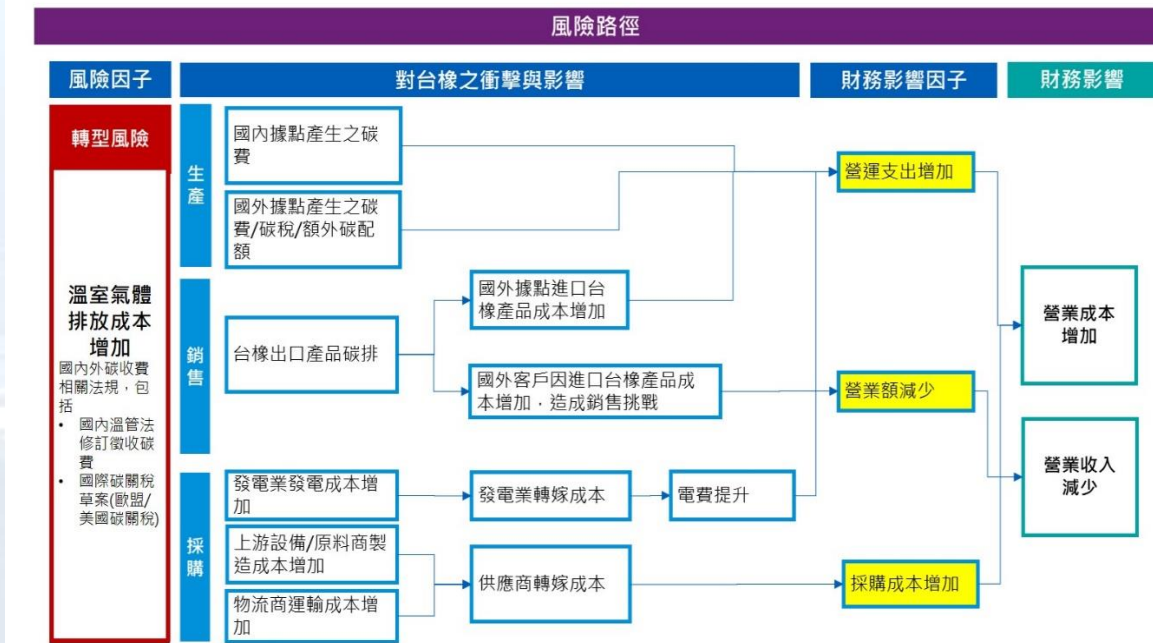 風險路徑
風險因子
對台橡之衝擊與影響
財務影響因子
財務影響
轉型風險
溫室氣體
排放成本
增加
國內外碳收費
相關法規，包
括
• 國內溫管法
修訂徵收碳
費
• 國際碳關稅
草案(歐盟/
美國碳關稅)
生
產
國內據點產生之碳
費
國外據點產生之碳
費/碳稅/額外碳配
額
營運支出增加
銷
售
台橡出口產品碳排
國外據點進口台
橡產品成本增加
國外客戶因進口台橡產品成
本增加，造成銷售挑戰
營業額減少
採
購
發電業發電成本增
加
發電業轉嫁成本
電費提升
上游設備/原料商製
造成本增加
物流商運輸成本增
加
供應商轉嫁成本
採購成本增加
營業成本
增加
營業收入
減少